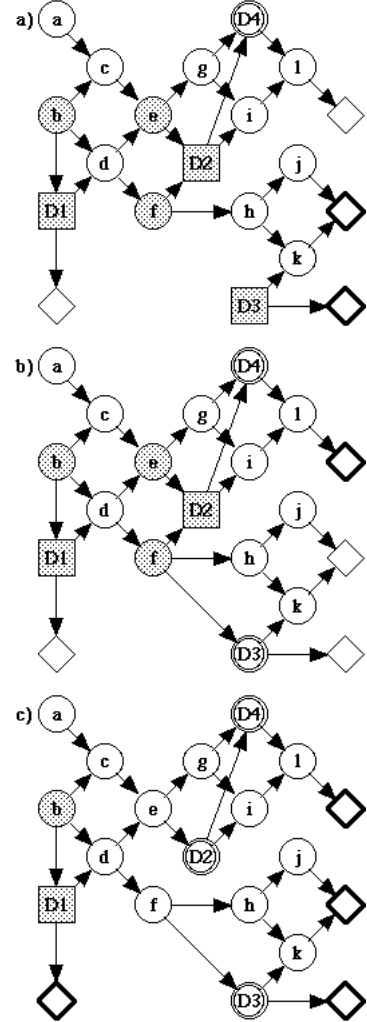 a) a D4
c g l
b e i
d D2 j
D1 f h
k
D3
b) a D4
c g l
b e i
d D2 j
D1 f h
k
D3
c) a D4
c g l
b e i
d D2 j
D1 f h
k
D3